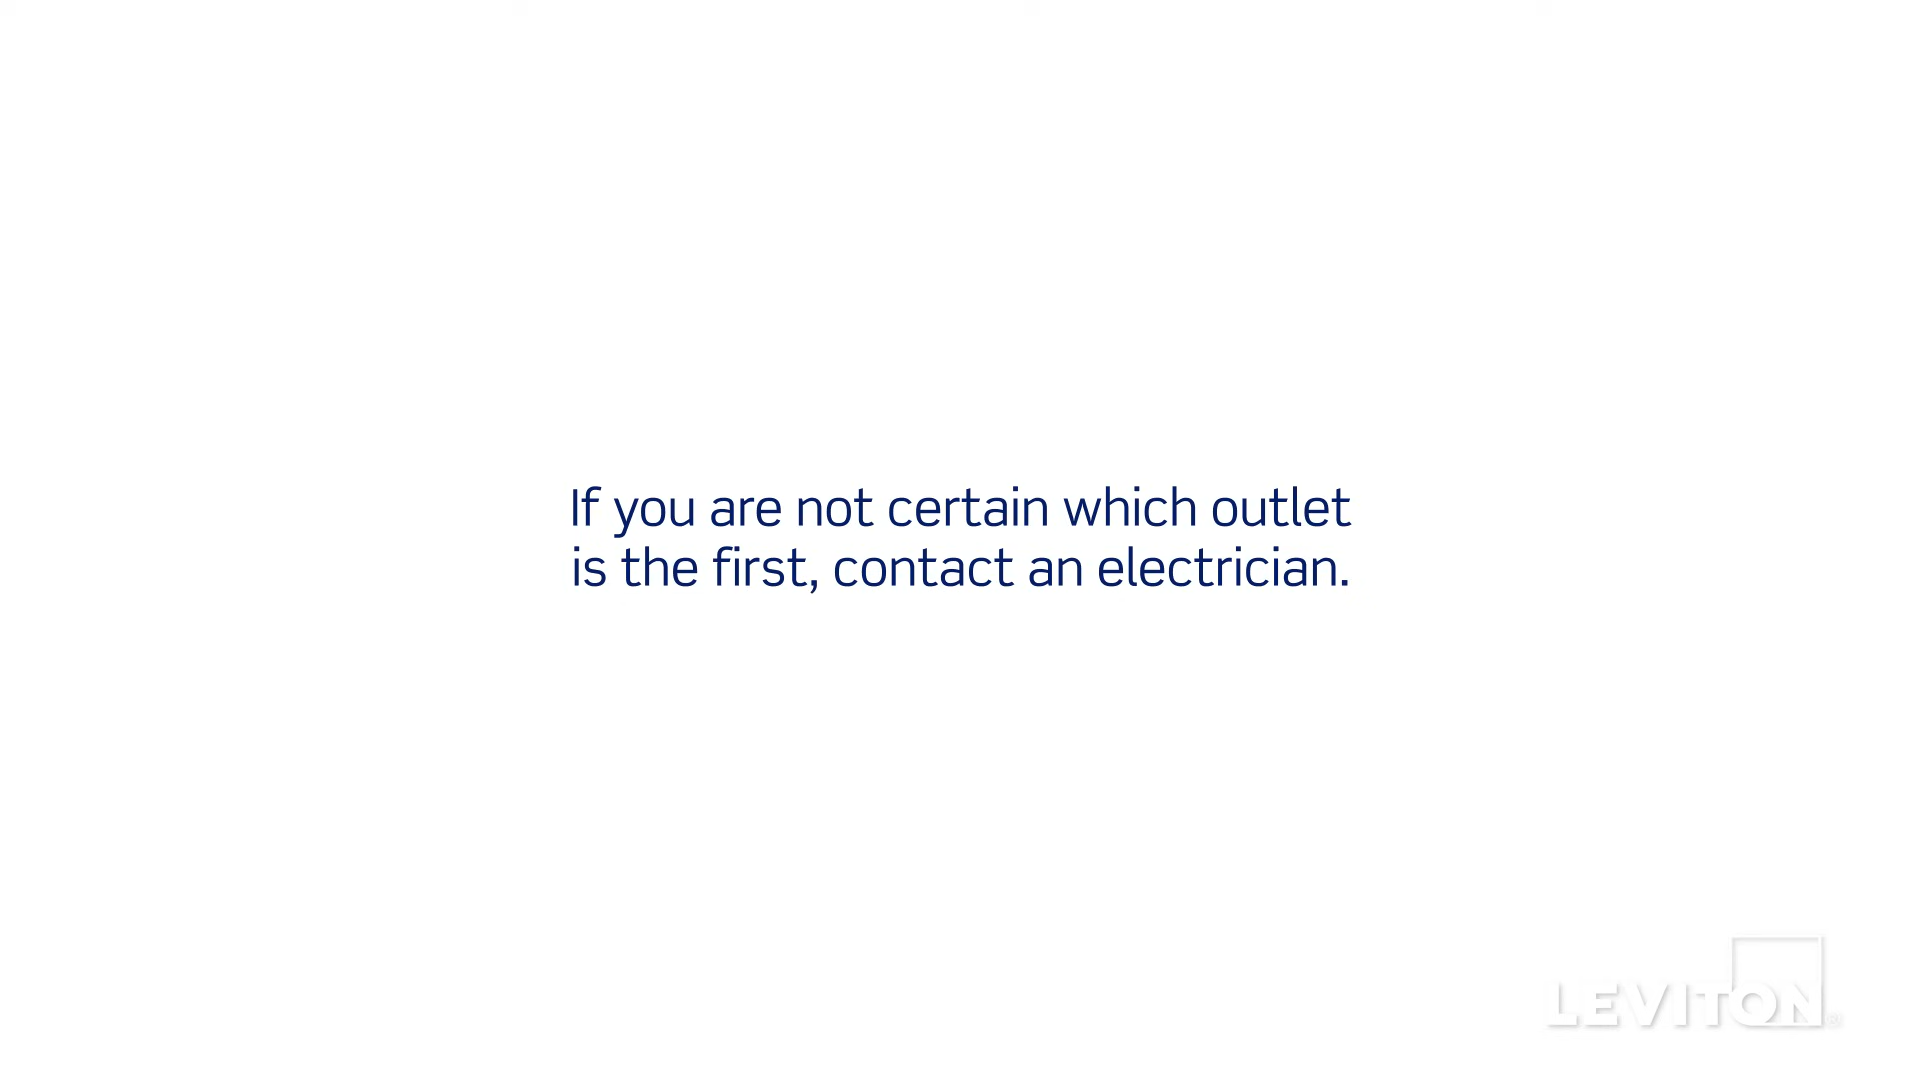 If you are not certain which outlet
is the first, contact an electrician.
LEVITON®